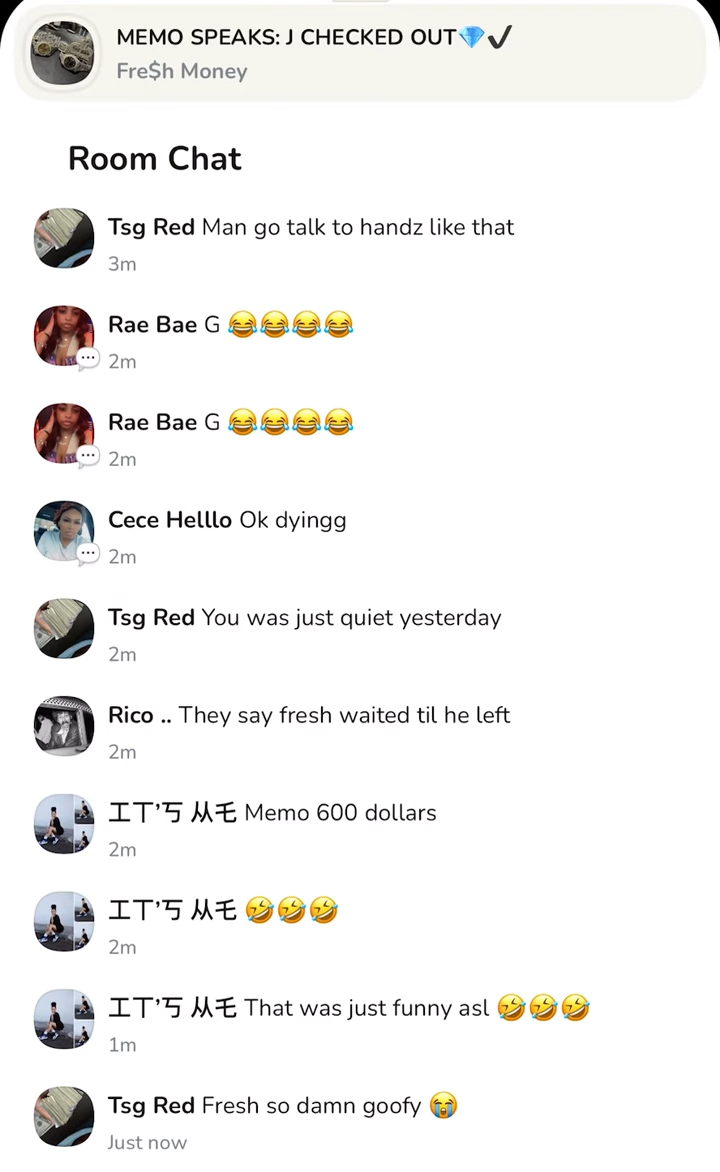 MEMO SPEAKS: J CHECKED OUT💎✔
Fre$h Money
Room Chat
Tsg Red Man go talk to handz like that
3m
Rae Bae G 😂😂😂😂
2m
Rae Bae G 😂😂😂😂
2m
Cece Helllo Ok dyingg
2m
Tsg Red You was just quiet yesterday
2m
Rico .. They say fresh waited til he left
2m
工丅'丂 从乇 Memo 600 dollars
2m
工丅'丂 从乇 🤣🤣🤣
2m
工丅'丂 从乇 That was just funny asl 🤣🤣🤣
1m
Tsg Red Fresh so damn goofy 😭
Just now